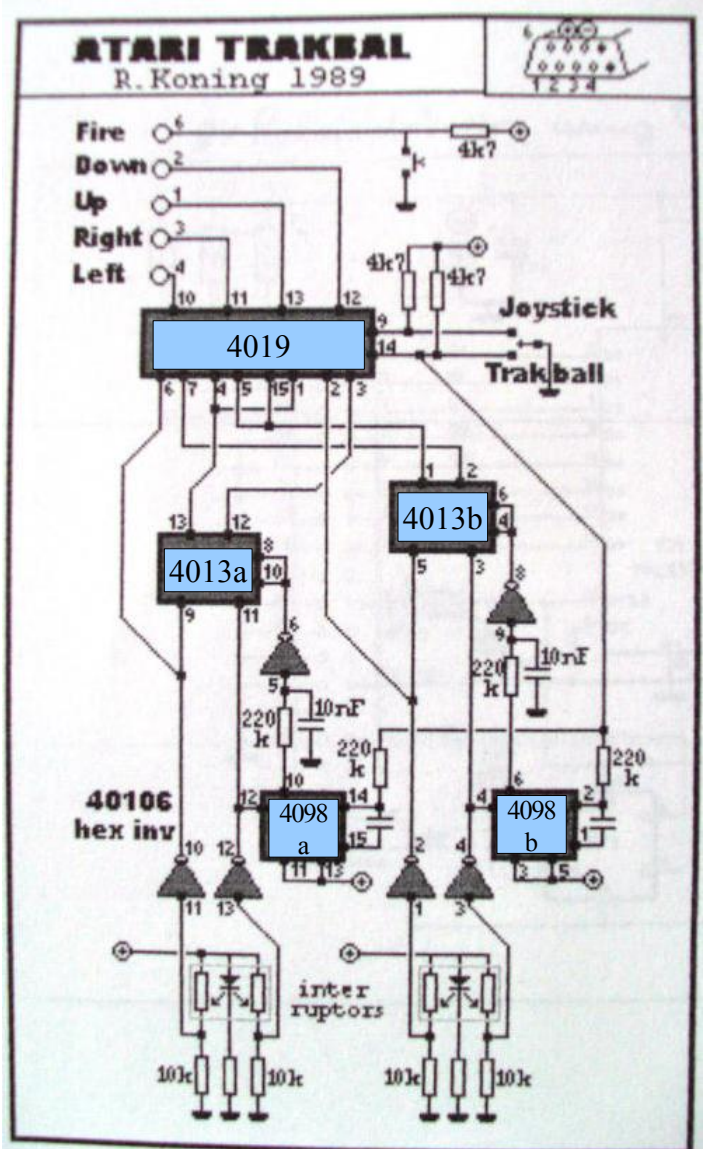 ATARI TRAKBAL
R.Koning 1989
6
1 2 3 4
Fire 6
4k7
Down 2
Up 1
Right 3
Left 4
4k7 4k7
10 11 13 12
9
Joystick
4019
14
Trakball
6 7 4 5 15 1 2 3
1 2
13 12
4013b
6
4
8
4013a
8
10
5 3
9 11
6
9
220 k
10nF
5
220 k
10nF
220 k
220 k
40106
hex inv
10
12
4098
a
14
15
11 13
6
4
4098
b
2
1
3 5
10
12
2
4
11
13
1
3
inter
ruptors
10k
10k
10k
10k